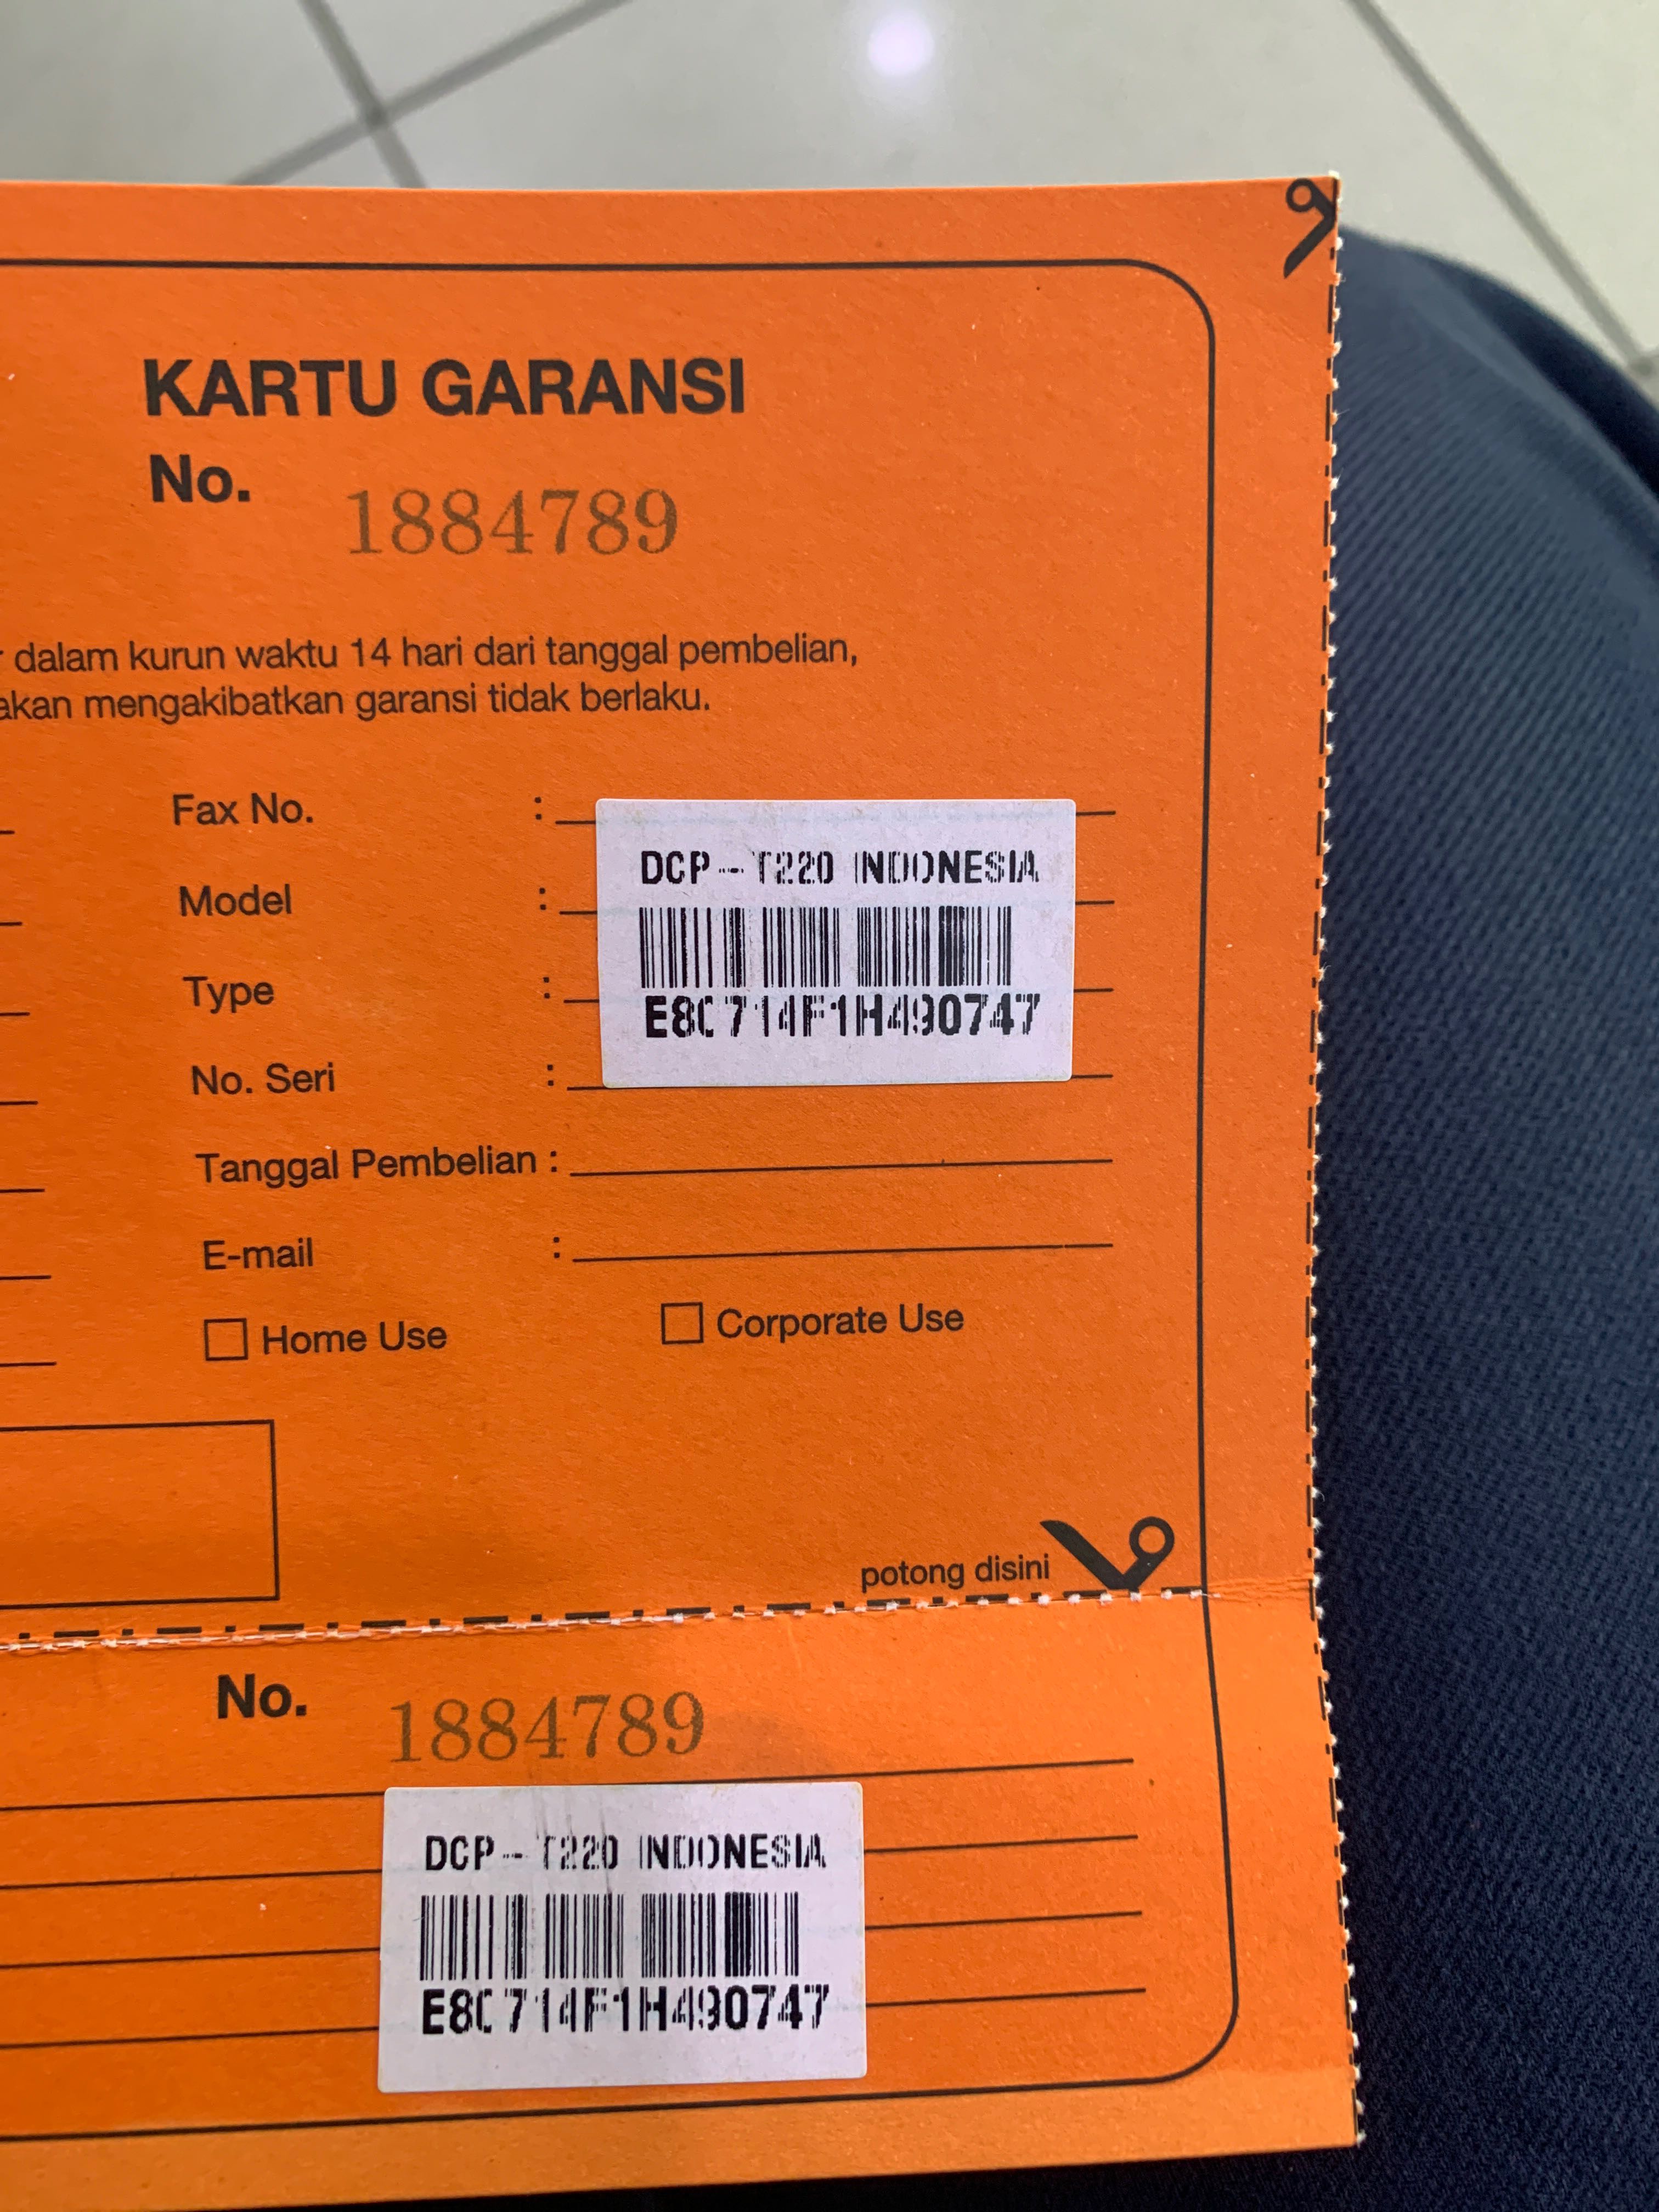 KARTU GARANSI
No. 1884789
dalam kurun waktu 14 hari dari tanggal pembelian,
akan mengakibatkan garansi tidak berlaku.
Fax No. :
DCP-T220 INDONESIA
Model :
Type :
E80714F1H490747
No. Seri :
Tanggal Pembelian :
E-mail :
Home Use Corporate Use
potong disini
No. 1884789
DCP-T220 INDONESIA
E80714F1H490747